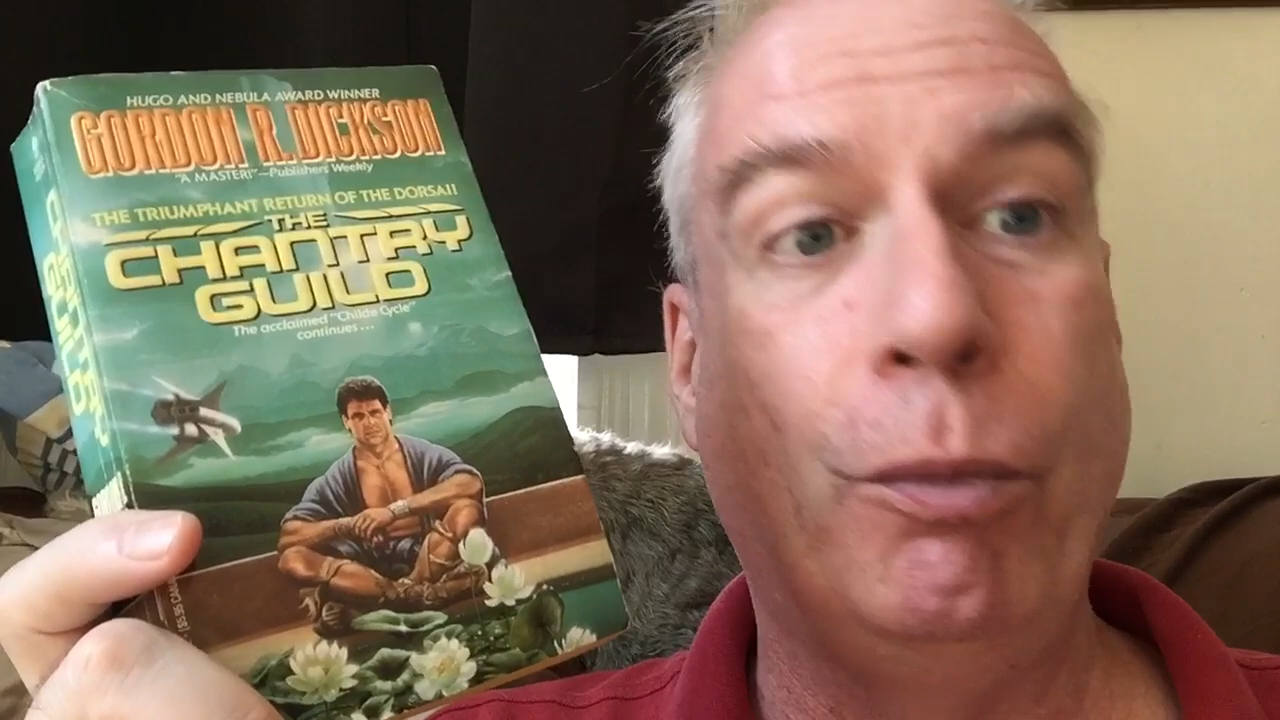 HUGO AND NEBULA AWARD WINNER
GORDON R. DICKSON
"A MASTER!"—Publishers Weekly
THE TRIUMPHANT RETURN OF THE DORSAI!
THE
CHANTRY
GUILD
The acclaimed "Childe Cycle"
continues...
GUILD